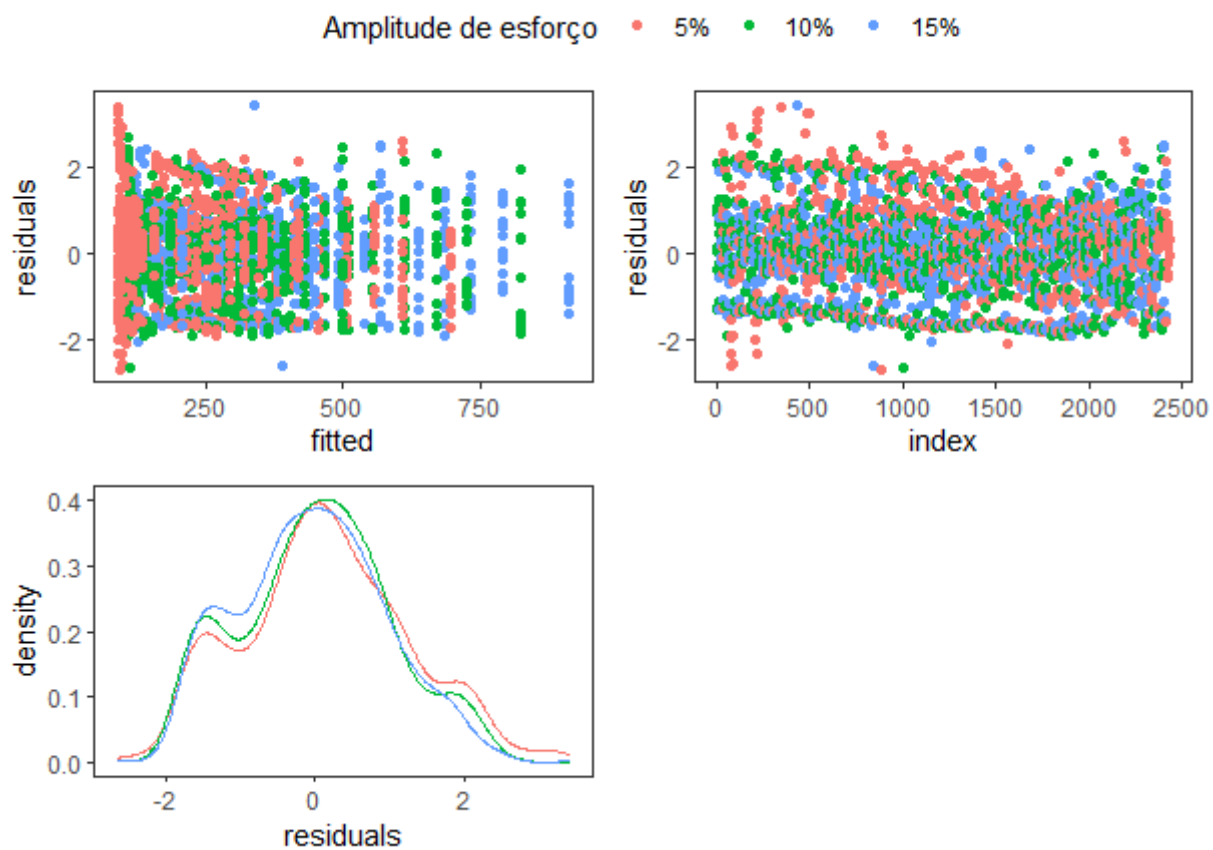 Amplitude de esforço 5% 10% 15%
residuals
2
0
-2
250 500 750
fitted
residuals
2
0
-2
0 500 1000 1500 2000 2500
index
density
0.4
0.3
0.2
0.1
0.0
-2 0 2
residuals